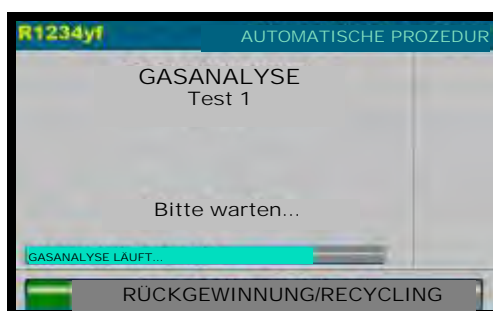 R1234yf
AUTOMATISCHE PROZEDUR
GASANALYSE
Test 1
Bitte warten...
GASANALYSE LÄUFT...
RÜCKGEWINNUNG/RECYCLING